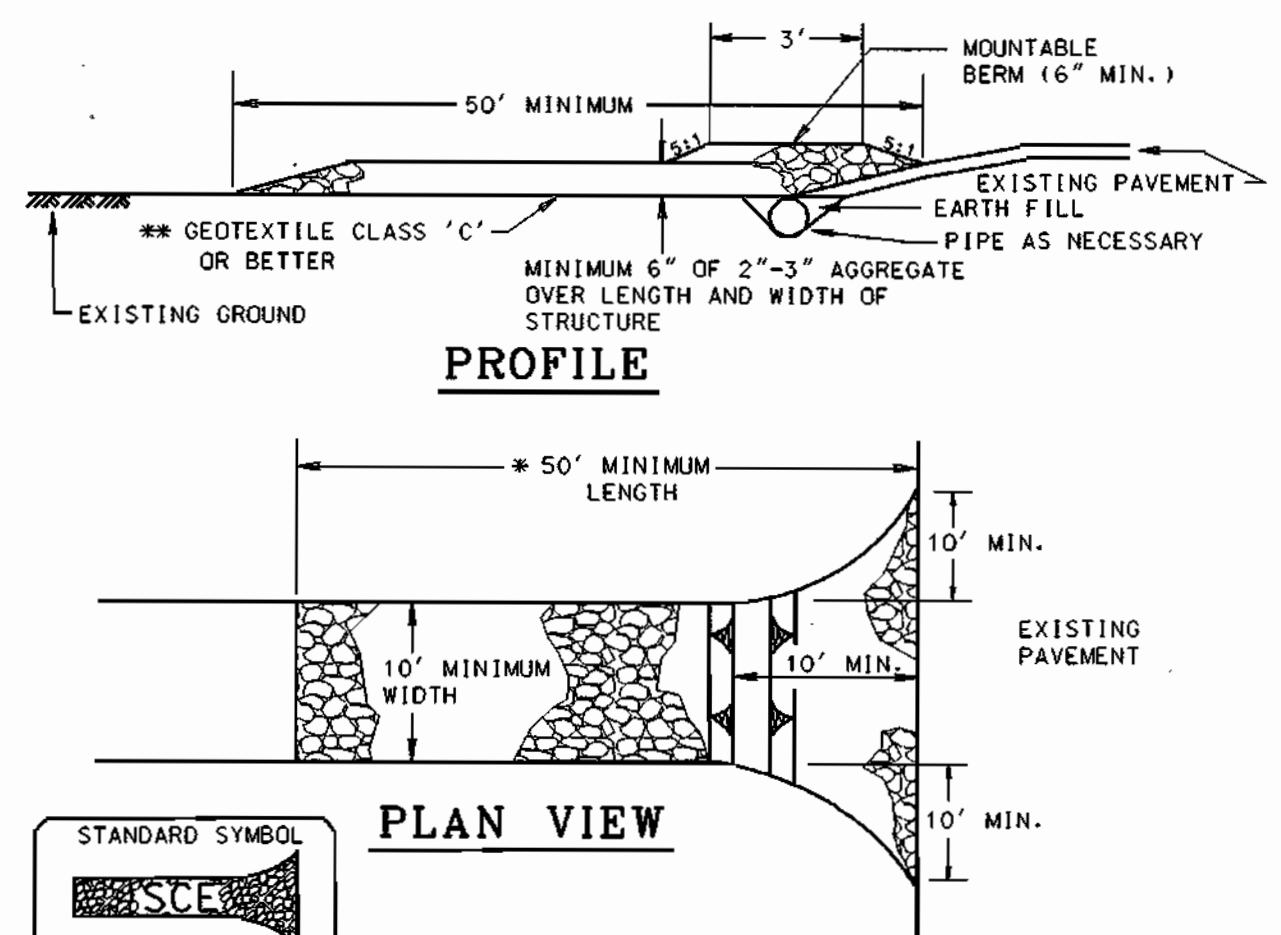 3'
MOUNTABLE
BERM (6" MIN.)
50' MINIMUM
5:1
5:1
EXISTING PAVEMENT
** GEOTEXTILE CLASS 'C'
OR BETTER
EARTH FILL
PIPE AS NECESSARY
MINIMUM 6" OF 2"-3" AGGREGATE
OVER LENGTH AND WIDTH OF
STRUCTURE
EXISTING GROUND
PROFILE
* 50' MINIMUM
LENGTH
10' MIN.
10' MINIMUM
WIDTH
10' MIN.
EXISTING
PAVEMENT
10' MIN.
PLAN VIEW
STANDARD SYMBOL
SCE